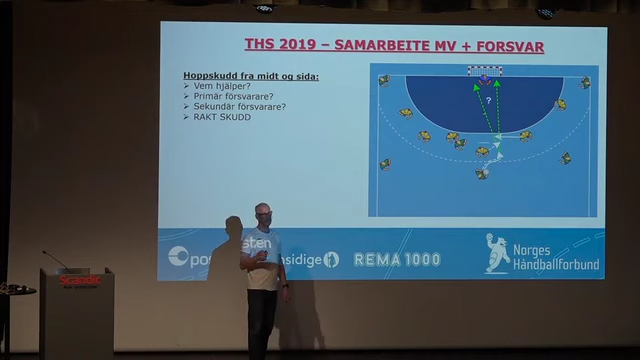 THS 2019 – SAMARBEITE MV + FORSVAR
Hoppskudd fra midt og sida:
Vem hjälper?
Primär försvarare?
Sekundär försvarare?
RAKT SKUDD
?
REMA 1000
Norges
Håndballforbund
Scandic